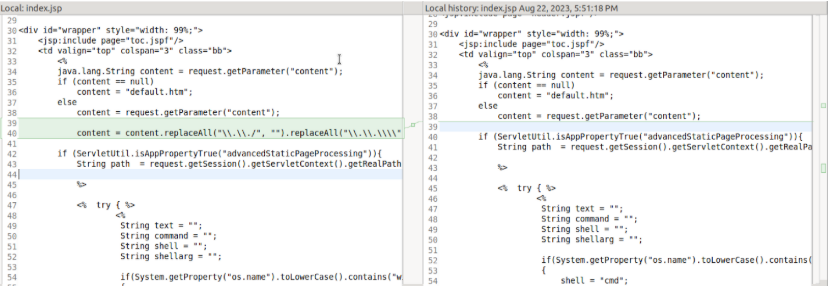 Local: index.jsp
29
30 <div id="wrapper" style="width: 99%;">
31 <jsp:include page="toc.jspf"/>
32 <td valign="top" colspan="3" class="bb">
33 <%
34 java.lang.String content = request.getParameter("content");
35 if (content == null)
36 content = "default.htm";
37 else
38 content = request.getParameter("content");
39
40 content = content.replaceAll("\\.\\./", "").replaceAll("\\.\\.\\\\"
41
42 if (ServletUtil.isAppPropertyTrue("advancedStaticPageProcessing")){
43 String path = request.getSession().getServletContext().getRealPath
44
45 %>
46
47 <% try { %>
48 <%
49 String text = "";
50 String command = "";
51 String shell = "";
52 String shellarg = "";
53
54 if(System.getProperty("os.name").toLowerCase().contains("w
Local history: index.jsp Aug 22, 2023, 5:51:18 PM
29
30 <div id="wrapper" style="width: 99%;">
31 <jsp:include page="toc.jspf"/>
32 <td valign="top" colspan="3" class="bb">
33 <%
34 java.lang.String content = request.getParameter("content");
35 if (content == null)
36 content = "default.htm";
37 else
38 content = request.getParameter("content");
39
40 if (ServletUtil.isAppPropertyTrue("advancedStaticPageProcessing")){
41 String path = request.getSession().getServletContext().getRealPa
42
43 %>
44
45 <% try { %>
46 <%
47 String text = "";
48 String command = "";
49 String shell = "";
50 String shellarg = "";
51
52 if(System.getProperty("os.name").toLowerCase().contains(
53 {
54 shell = "cmd";